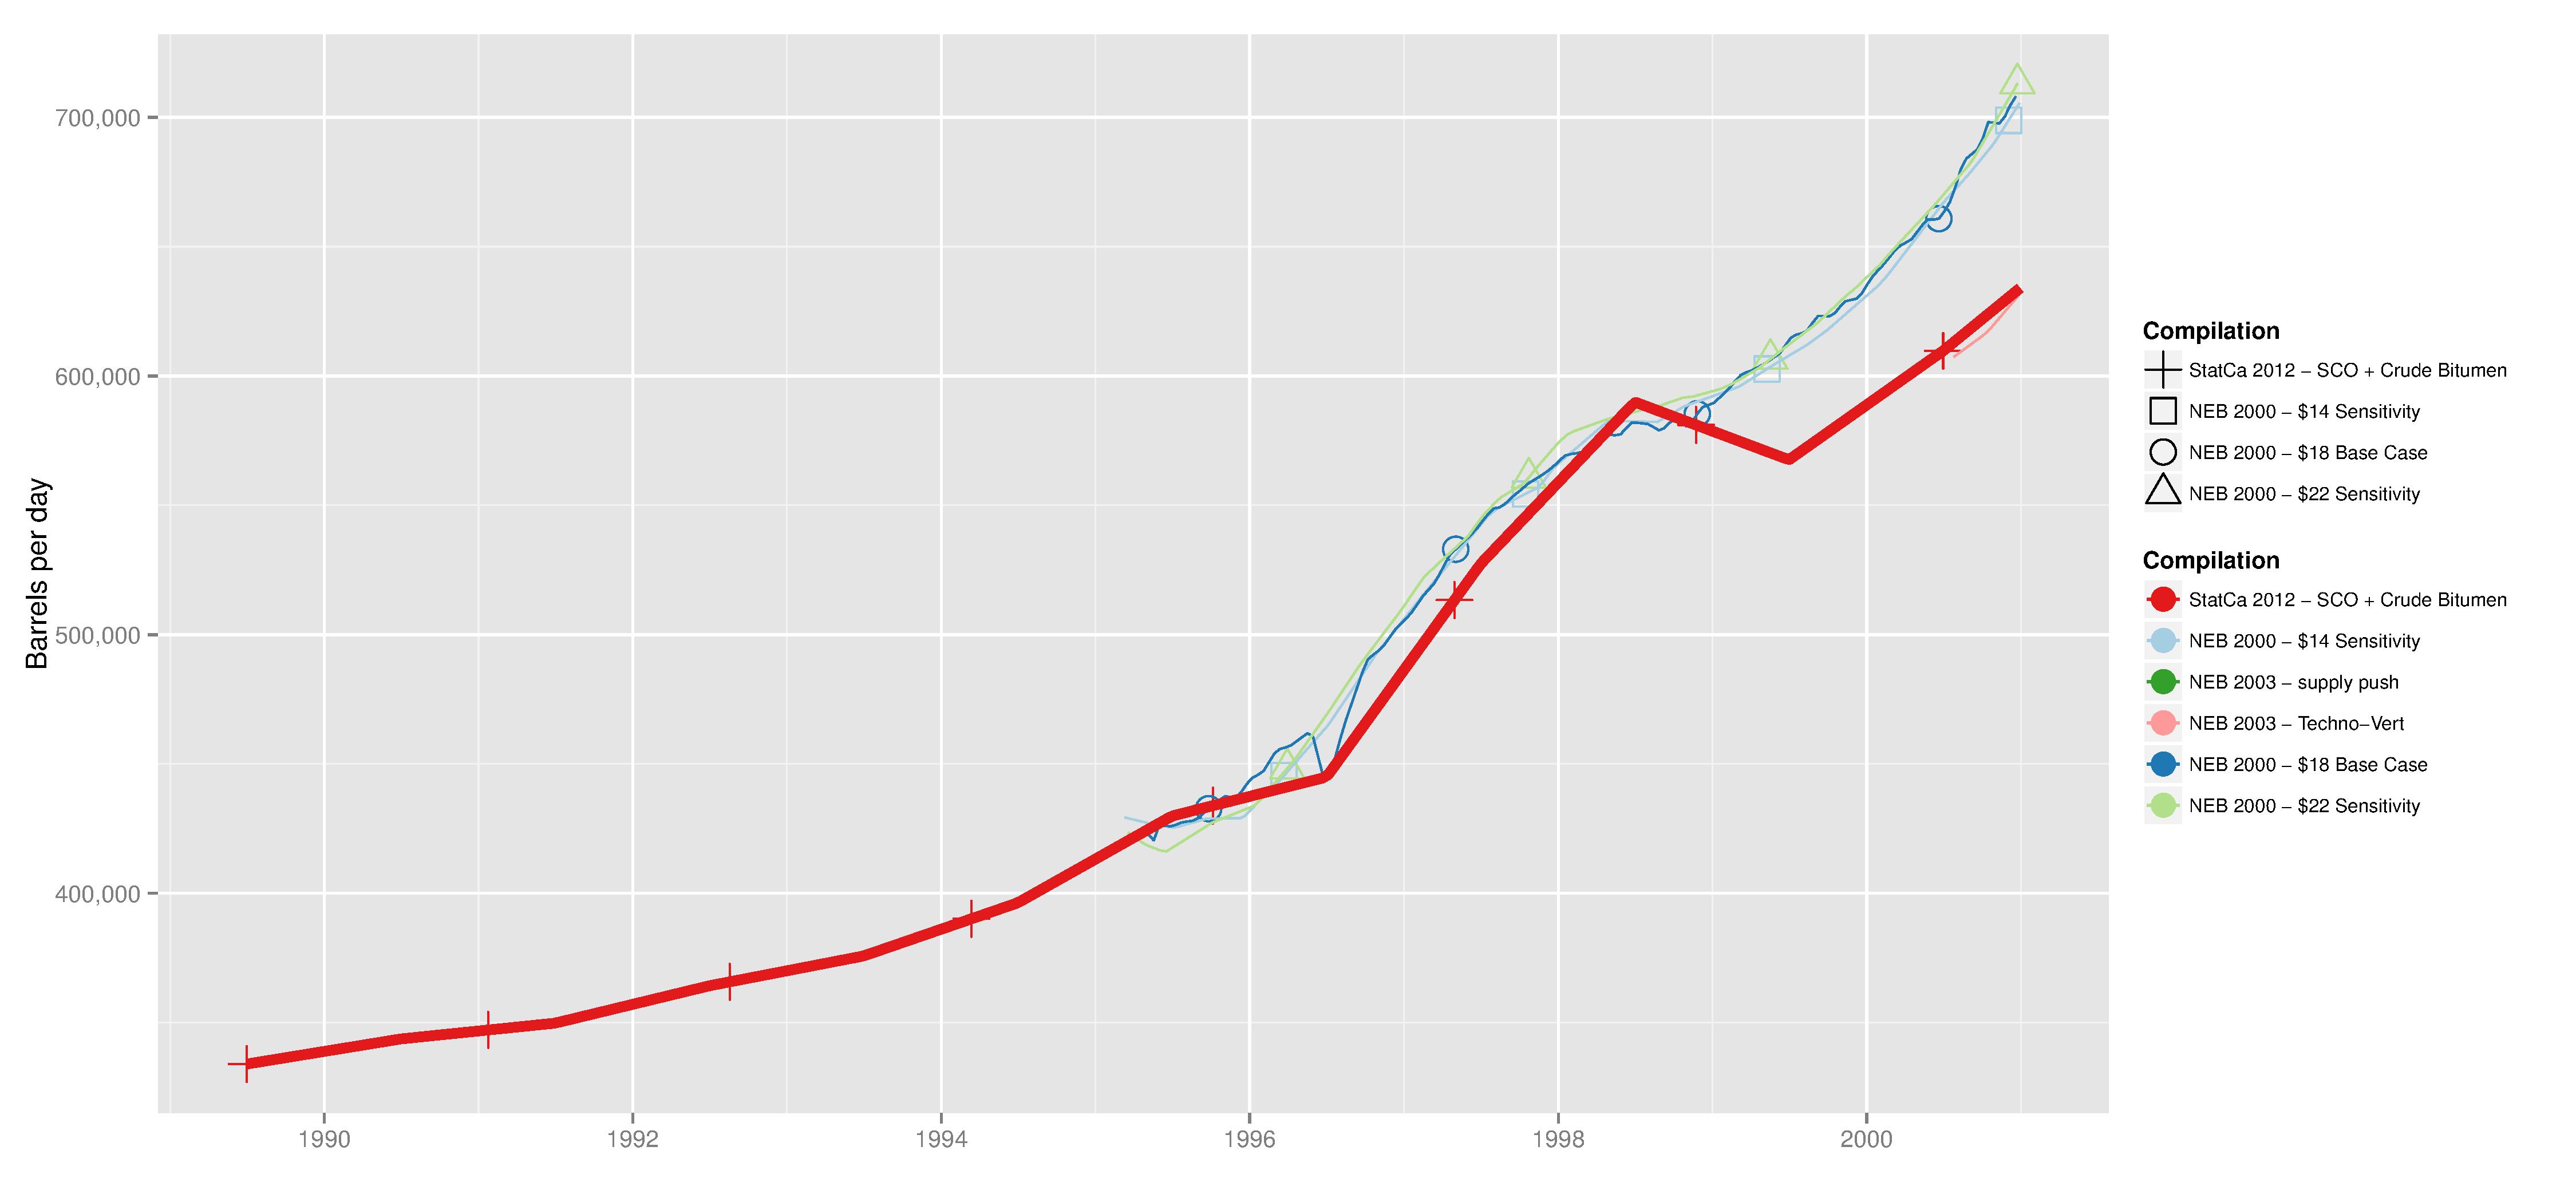 Barrels per day
700,000
600,000
500,000
400,000
1990
1992
1994
1996
1998
2000
Compilation
StatCa 2012 – SCO + Crude Bitumen
NEB 2000 – $14 Sensitivity
NEB 2000 – $18 Base Case
NEB 2000 – $22 Sensitivity
Compilation
StatCa 2012 – SCO + Crude Bitumen
NEB 2000 – $14 Sensitivity
NEB 2003 – supply push
NEB 2003 – Techno–Vert
NEB 2000 – $18 Base Case
NEB 2000 – $22 Sensitivity